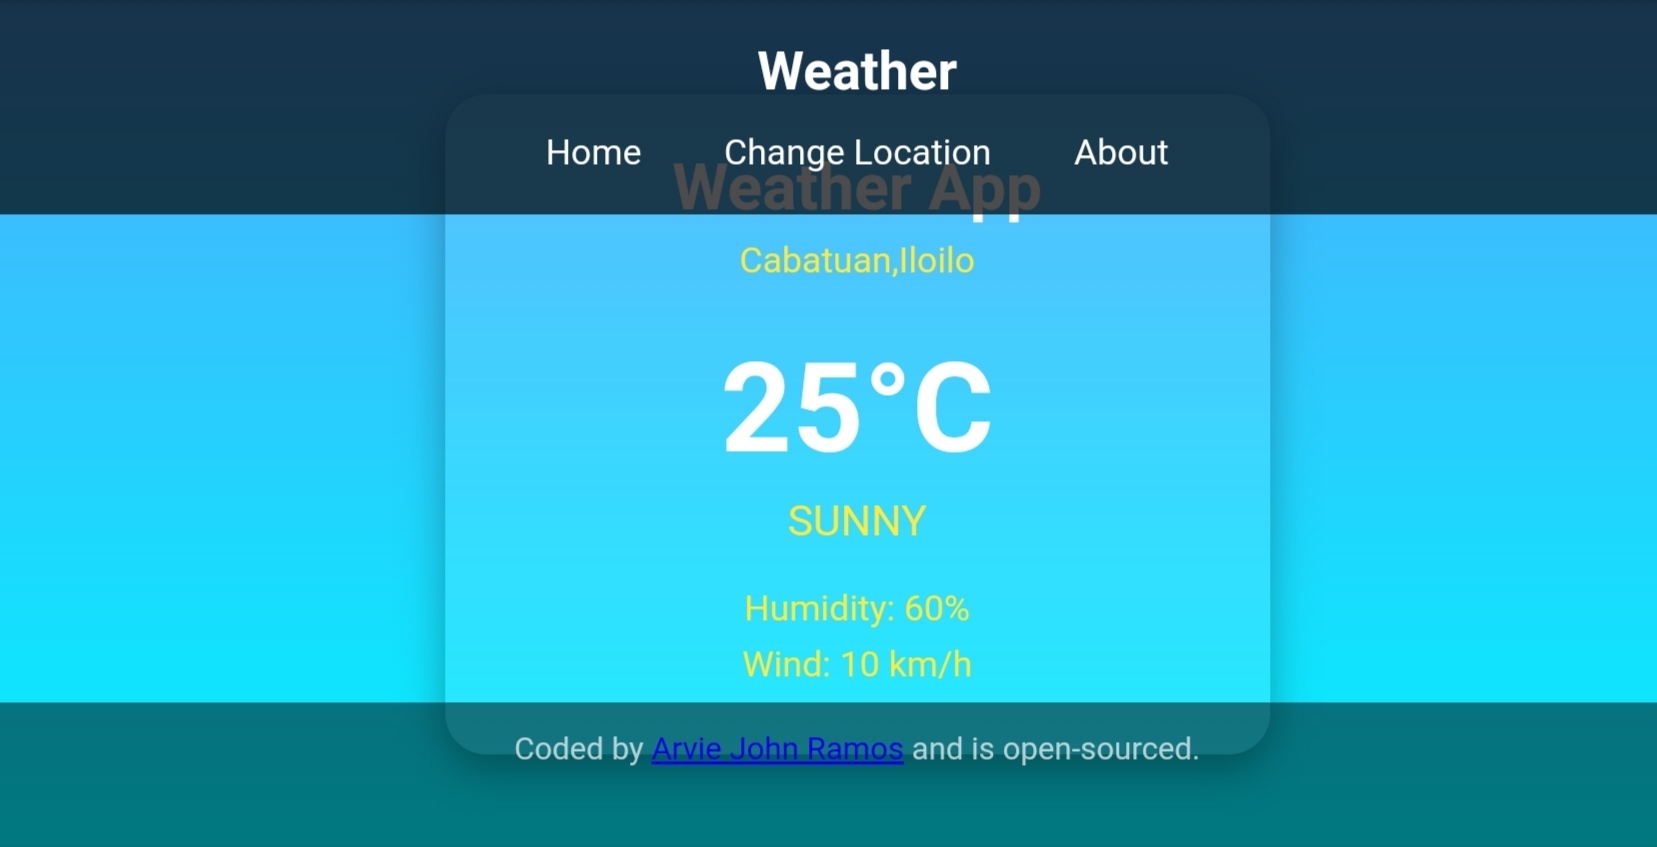 Weather
Home Change Location About
Weather App
Cabatuan,Iloilo
25°C
SUNNY
Humidity: 60%
Wind: 10 km/h
Coded by Arvie John Ramos and is open-sourced.